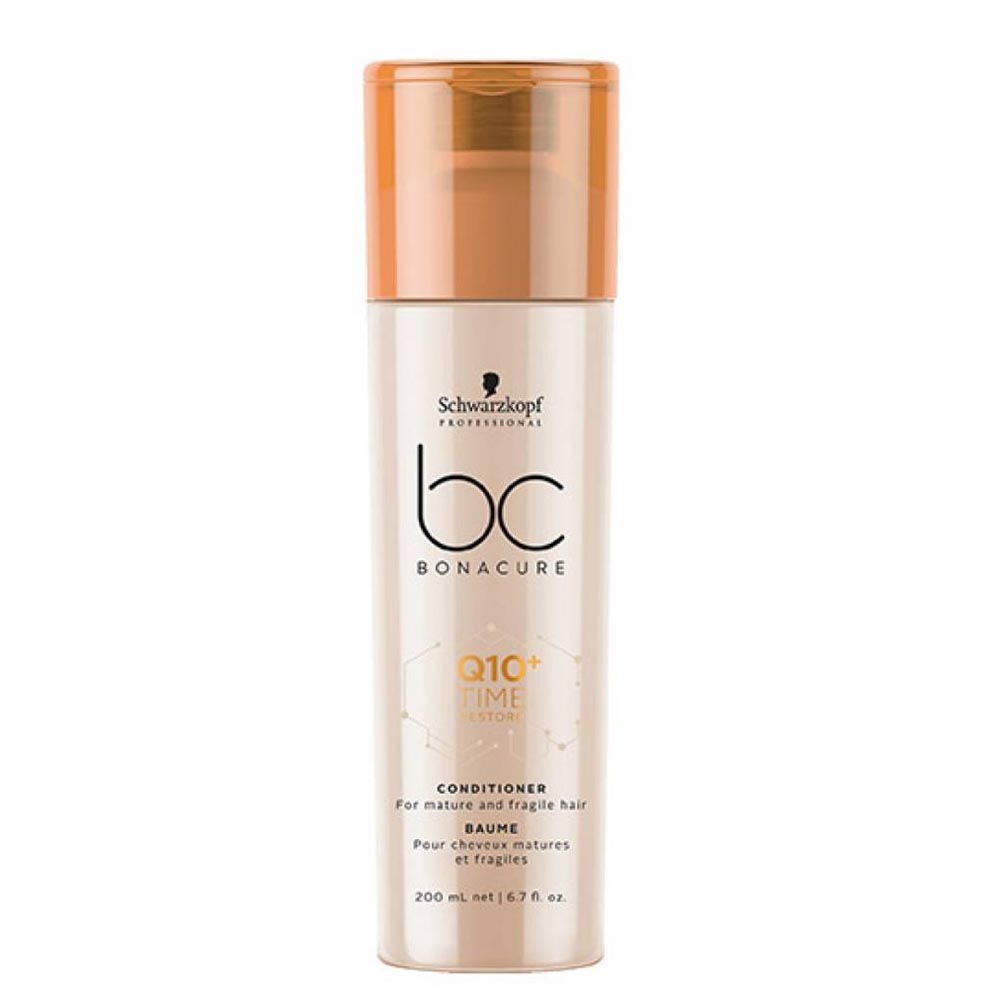 Schwarzkopf
PROFESSIONAL
bc
BONACURE
Q10+
TIME
RESTORE
CONDITIONER
For mature and fragile hair
BAUME
Pour cheveux matures
et fragiles
200 mL net | 6.7 fl. oz.